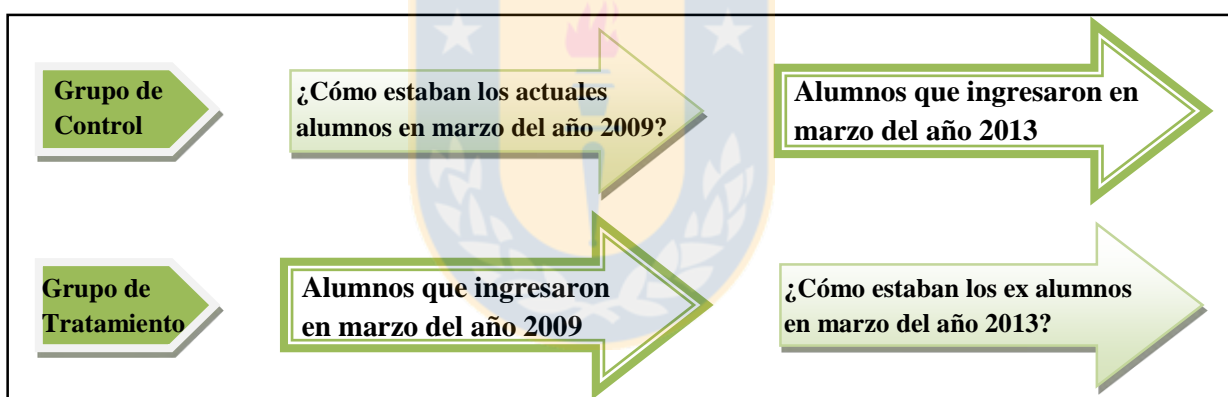 Grupo de
Control
¿Cómo estaban los actuales
alumnos en marzo del año 2009?
Alumnos que ingresaron en
marzo del año 2013
Grupo de
Tratamiento
Alumnos que ingresaron
en marzo del año 2009
¿Cómo estaban los ex alumnos
en marzo del año 2013?